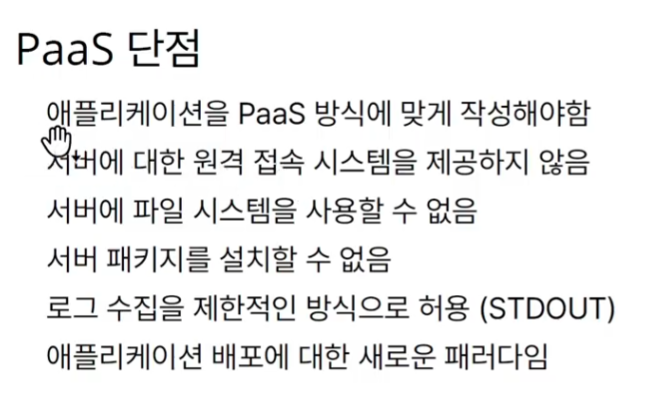 PaaS 단점
애플리케이션을 PaaS 방식에 맞게 작성해야함
서버에 대한 원격 접속 시스템을 제공하지 않음
서버에 파일 시스템을 사용할 수 없음
서버 패키지를 설치할 수 없음
로그 수집을 제한적인 방식으로 허용 (STDOUT)
애플리케이션 배포에 대한 새로운 패러다임